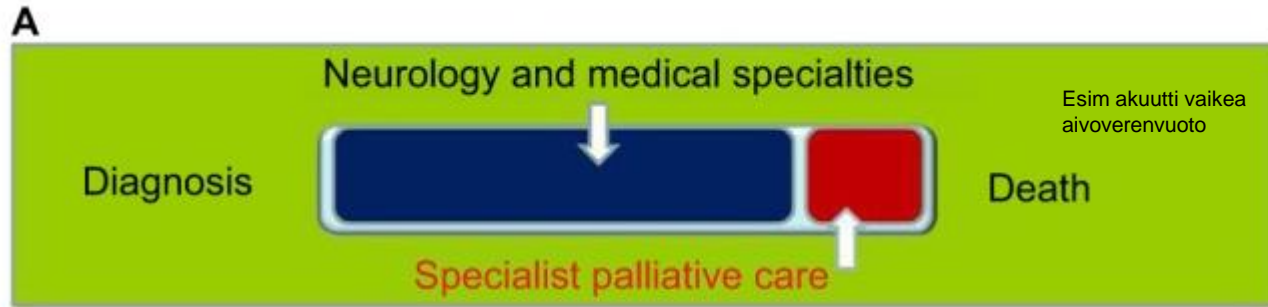 A
Neurology and medical specialties
Esim akuutti vaikea
aivoverenvuoto
Diagnosis
Death
Specialist palliative care